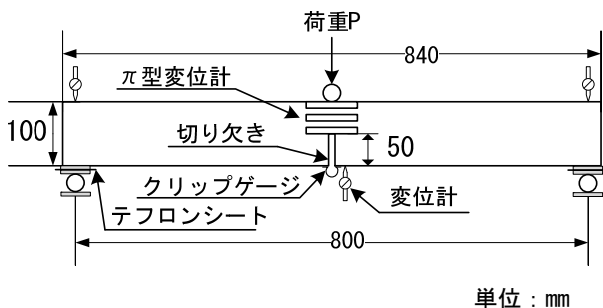 荷重P
840
π型変位計
100
切り欠き
50
クリップゲージ
変位計
テフロンシート
800
単位：mm